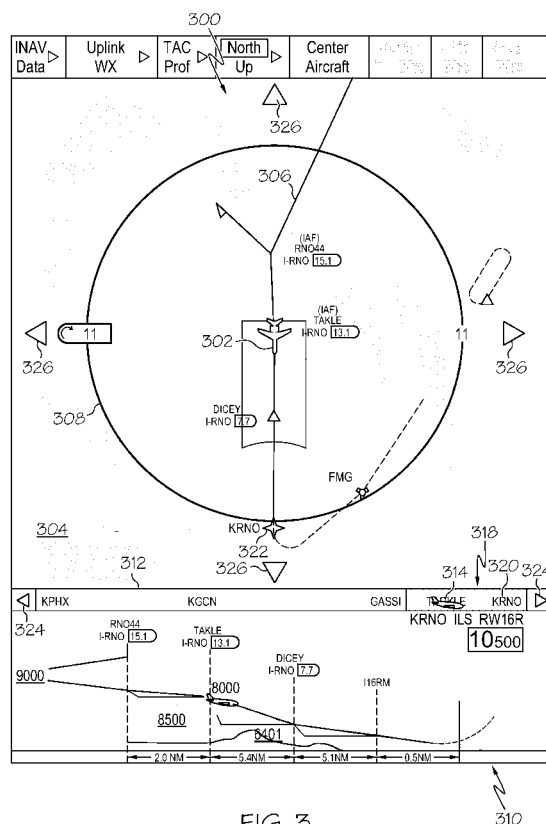 300
INAV Data
Uplink WX
TAC Prof
North Up
Center Aircraft
326
306
(IAF)
RNO44
I-RNO 15.1
(IAF)
TAKLE
I-RNO 13.1
11
302
11
326
326
308
DICEY
I-RNO 7.7
FMG
304
KRNO
322
326
312
318
314
320
324
KPHX KGCN GASSI KRNO
324
KRNO ILS RW16R
10500
RNO44
I-RNO 15.1
TAKLE
I-RNO 13.1
DICEY
I-RNO 7.7
I16RM
9000
8000
8500
6401
2.0 NM 5.4NM 5.1NM 0.5NM
310
FIG. 3